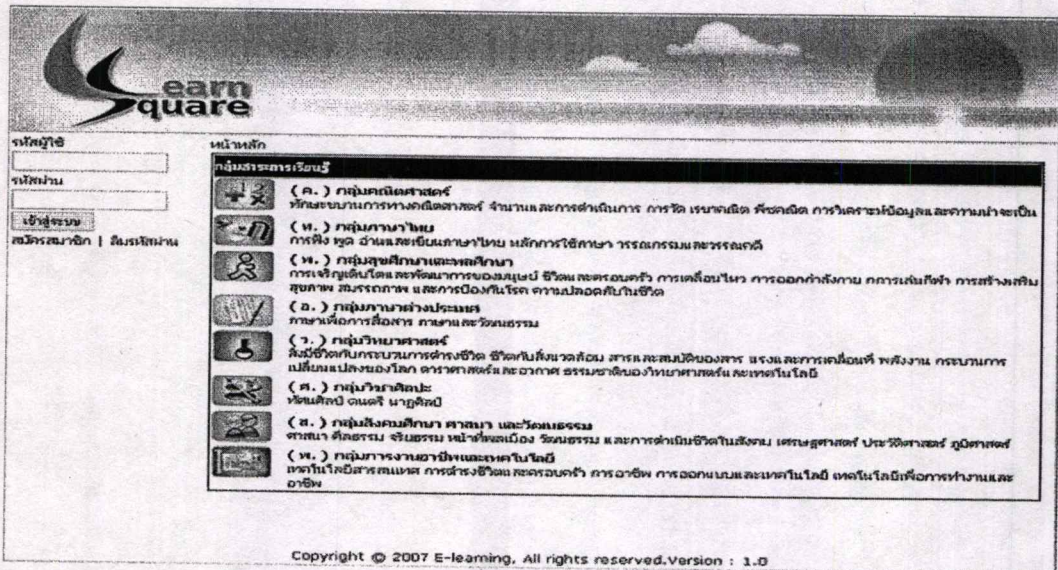 Learn
Square
รหัสผู้ใช้
รหัสผ่าน
เข้าสู่ระบบ
สมัครสมาชิก | ลืมรหัสผ่าน
หน้าหลัก
กลุ่มสาระการเรียนรู้
( ค. ) กลุ่มคณิตศาสตร์
ทักษะขบวนการทางคณิตศาสตร์ จำนวนและการดำเนินการ การวัด เรขาคณิต พีชคณิต การวิเคราะห์ข้อมูลและความน่าจะเป็น
( ท. ) กลุ่มภาษาไทย
การฟัง พูด อ่านและเขียนภาษาไทย หลักการใช้ภาษา วรรณกรรมและวรรณคดี
( พ. ) กลุ่มสุขศึกษาและพลศึกษา
การเจริญเติบโตและพัฒนาการของมนุษย์ ชีวิตและครอบครัว การเคลื่อนไหว การออกกำลังกาย กการเล่นกีฬา การสร้างเสริม
สุขภาพ สมรรถภาพ และการป้องกันโรค ความปลอดภัยในชีวิต
( อ. ) กลุ่มภาษาต่างประเทศ
ภาษาเพื่อการสื่อสาร ภาษาและวัฒนธรรม
( ว. ) กลุ่มวิทยาศาสตร์
สิ่งมีชีวิตกับกระบวนการดำรงชีวิต ชีวิตกับสิ่งแวดล้อม สารและสมบัติของสาร แรงและการเคลื่อนที่ พลังงาน กระบวนการ
เปลี่ยนแปลงของโลก ดาราศาสตร์และอวกาศ ธรรมชาติของวิทยาศาสตร์และเทคโนโลยี
( ศ. ) กลุ่มวิชาศิลปะ
ทัศนศิลป์ ดนตรี นาฏศิลป์
( ส. ) กลุ่มสังคมศึกษา ศาสนา และวัฒนธรรม
ศาสนา ศีลธรรม จริยธรรม หน้าที่พลเมือง วัฒนธรรม และการดำเนินชีวิตในสังคม เศรษฐศาสตร์ ประวัติศาสตร์ ภูมิศาสตร์
( พ. ) กลุ่มการงานอาชีพและเทคโนโลยี
เทคโนโลยีสารสนเทศ การดำรงชีวิตและครอบครัว การอาชีพ การออกแบบและเทคโนโลยี เทคโนโลยีเพื่อการทำงานและ
อาชีพ
Copyright © 2007 E-learning, All rights reserved.Version : 1.0